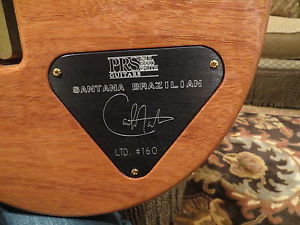 PRS
GUITARS
SANTANA BRAZILIAN
LTD. #160